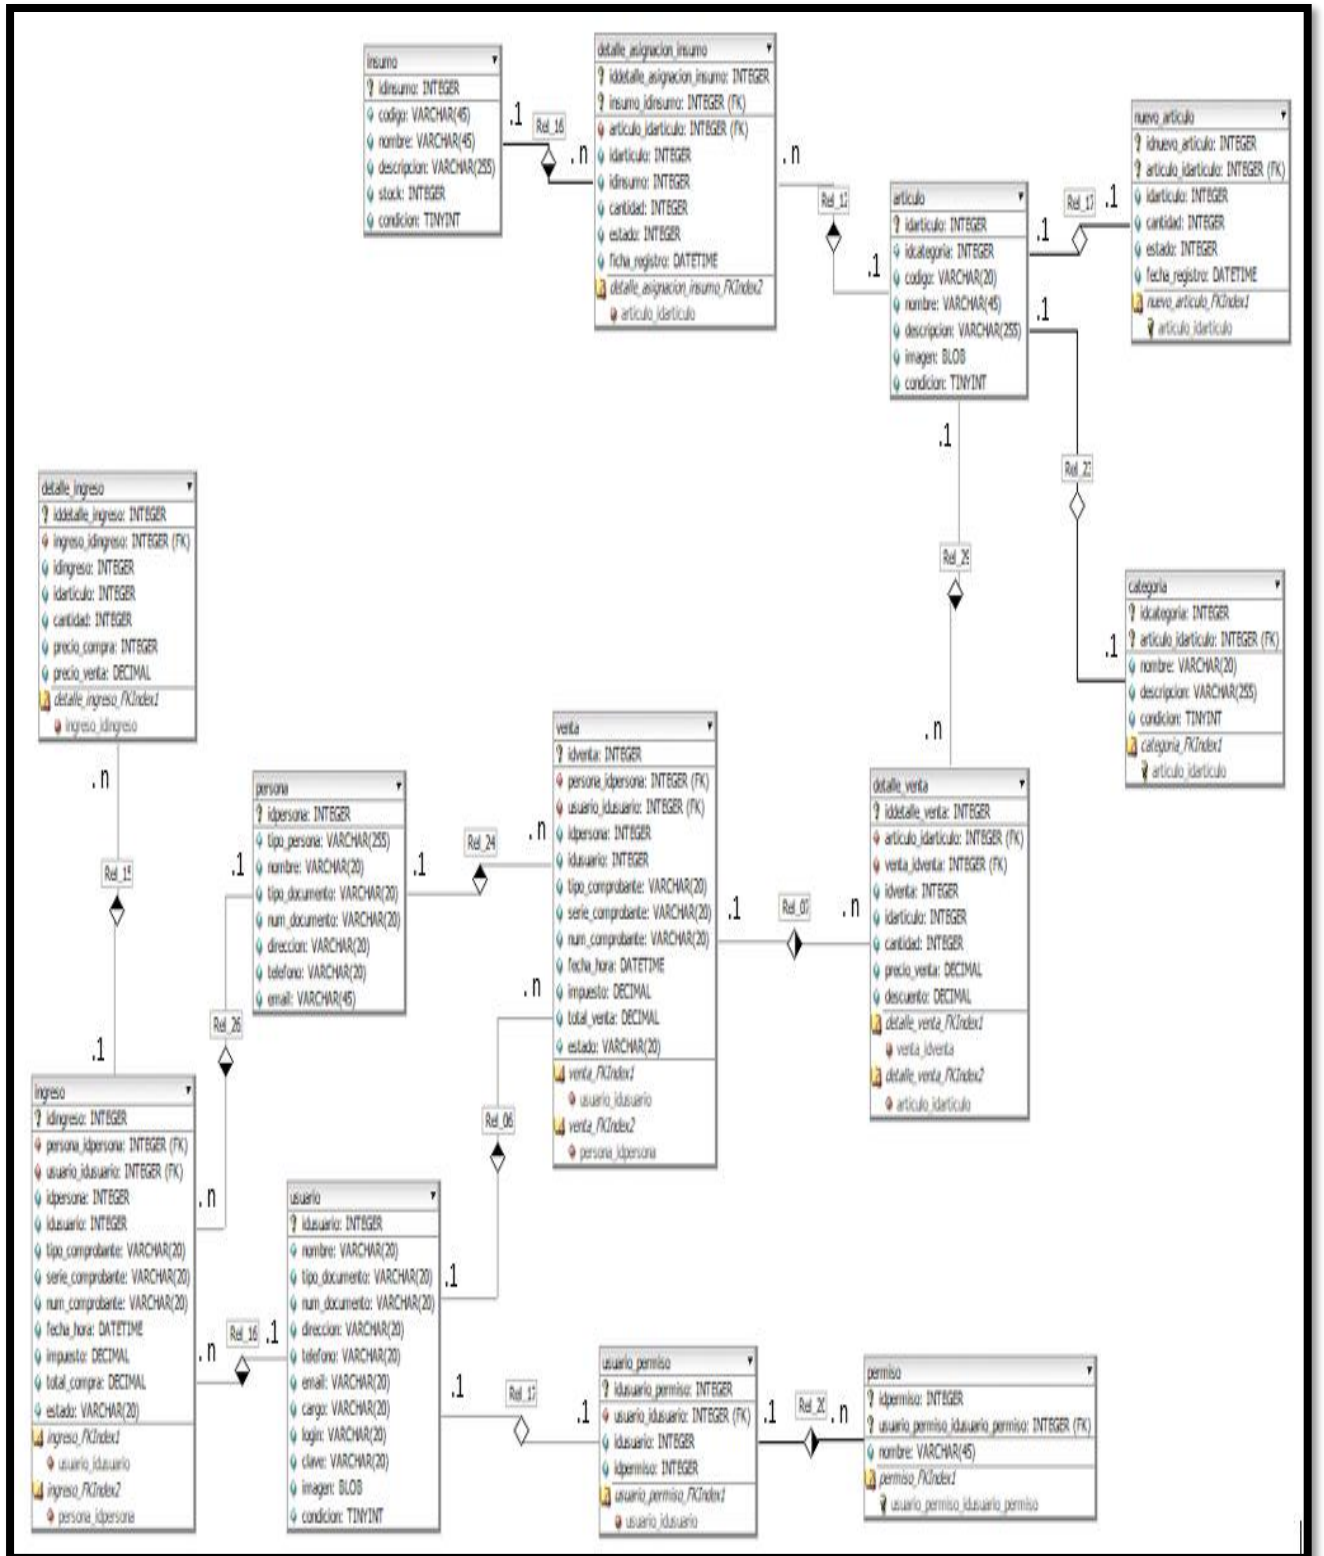 insumo
idinsumo: INTEGER
codigo: VARCHAR(45)
nombre: VARCHAR(45)
descripcion: VARCHAR(255)
stock: INTEGER
condicion: TINYINT
.1
Rel_16
.n
detalle_asignacion_insumo
iddetalle_asignacion_insumo: INTEGER
insumo_idinsumo: INTEGER (FK)
articulo_idarticulo: INTEGER (FK)
idarticulo: INTEGER
idinsumo: INTEGER
cantidad: INTEGER
estado: INTEGER
ficha_registro: DATETIME
detalle_asignacion_insumo_FKIndex2
articulo_idarticulo
.n
.1
articulo
idarticulo: INTEGER
idcategoria: INTEGER
codigo: VARCHAR(20)
nombre: VARCHAR(45)
descripcion: VARCHAR(255)
imagen: BLOB
condicion: TINYINT
.1
.1
nuevo_articulo
idnuevo_articulo: INTEGER
articulo_idarticulo: INTEGER (FK)
idarticulo: INTEGER
cantidad: INTEGER
estado: INTEGER
fecha_registro: DATETIME
nuevo_articulo_FKIndex1
articulo_idarticulo
.1
.1
categoria
idcategoria: INTEGER
articulo_idarticulo: INTEGER (FK)
nombre: VARCHAR(20)
descripcion: VARCHAR(255)
condicion: TINYINT
categoria_FKIndex1
articulo_idarticulo
.1
.n
detalle_ingreso
iddetalle_ingreso: INTEGER
ingreso_idingreso: INTEGER (FK)
idingreso: INTEGER
idarticulo: INTEGER
cantidad: INTEGER
precio_compra: INTEGER
precio_venta: DECIMAL
detalle_ingreso_FKIndex1
ingreso_idingreso
.n
.1
persona
idpersona: INTEGER
tipo_persona: VARCHAR(255)
nombre: VARCHAR(20)
tipo_documento: VARCHAR(20)
num_documento: VARCHAR(20)
direccion: VARCHAR(20)
telefono: VARCHAR(20)
email: VARCHAR(45)
.1
Rel_26
.n
.1
Rel_24
.n
venta
idventa: INTEGER
persona_idpersona: INTEGER (FK)
usuario_idusuario: INTEGER (FK)
idpersona: INTEGER
idusuario: INTEGER
tipo_comprobante: VARCHAR(20)
serie_comprobante: VARCHAR(20)
num_comprobante: VARCHAR(20)
fecha_hora: DATETIME
impuesto: DECIMAL
total_venta: DECIMAL
estado: VARCHAR(20)
venta_FKIndex1
usuario_idusuario
venta_FKIndex2
persona_idpersona
.1
.n
detalle_venta
iddetalle_venta: INTEGER
articulo_idarticulo: INTEGER (FK)
venta_idventa: INTEGER (FK)
idventa: INTEGER
idarticulo: INTEGER
cantidad: INTEGER
precio_venta: DECIMAL
descuento: DECIMAL
detalle_venta_FKIndex1
venta_idventa
detalle_venta_FKIndex2
articulo_idarticulo
ingreso
idingreso: INTEGER
persona_idpersona: INTEGER (FK)
usuario_idusuario: INTEGER (FK)
idpersona: INTEGER
idusuario: INTEGER
tipo_comprobante: VARCHAR(20)
serie_comprobante: VARCHAR(20)
num_comprobante: VARCHAR(20)
fecha_hora: DATETIME
impuesto: DECIMAL
total_compra: DECIMAL
estado: VARCHAR(20)
ingreso_FKIndex1
usuario_idusuario
ingreso_FKIndex2
persona_idpersona
.n
Rel_16
.1
usuario
idusuario: INTEGER
nombre: VARCHAR(20)
tipo_documento: VARCHAR(20)
num_documento: VARCHAR(20)
direccion: VARCHAR(20)
telefono: VARCHAR(20)
email: VARCHAR(20)
cargo: VARCHAR(20)
login: VARCHAR(20)
clave: VARCHAR(20)
imagen: BLOB
condicion: TINYINT
.1
Rel_06
.n
.1
.1
usuario_permiso
idusuario_permiso: INTEGER
usuario_idusuario: INTEGER (FK)
idusuario: INTEGER
idpermiso: INTEGER
usuario_permiso_FKIndex1
usuario_idusuario
.1
.n
permiso
idpermiso: INTEGER
usuario_permiso_idusuario_permiso: INTEGER (FK)
nombre: VARCHAR(45)
permiso_FKIndex1
usuario_permiso_idusuario_permiso